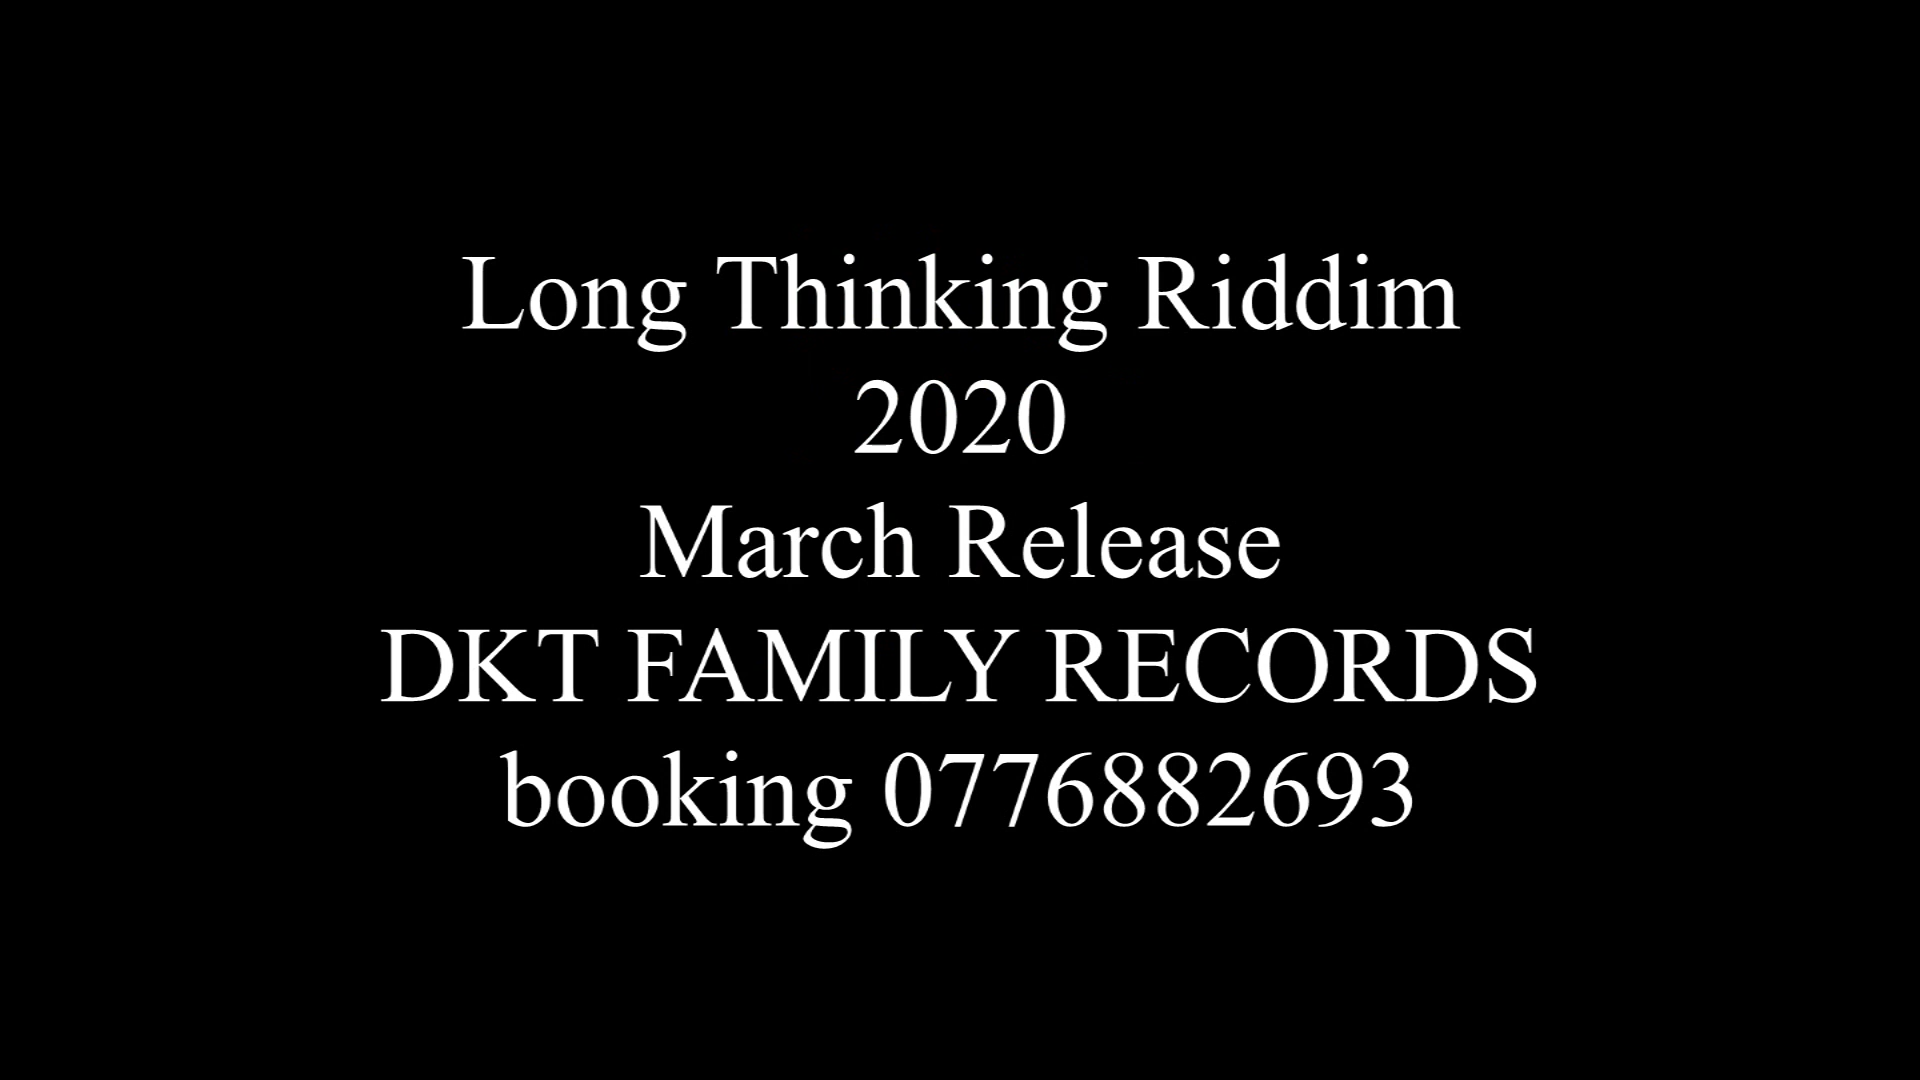 Long Thinking Riddim
2020
March Release
DKT FAMILY RECORDS
booking 0776882693